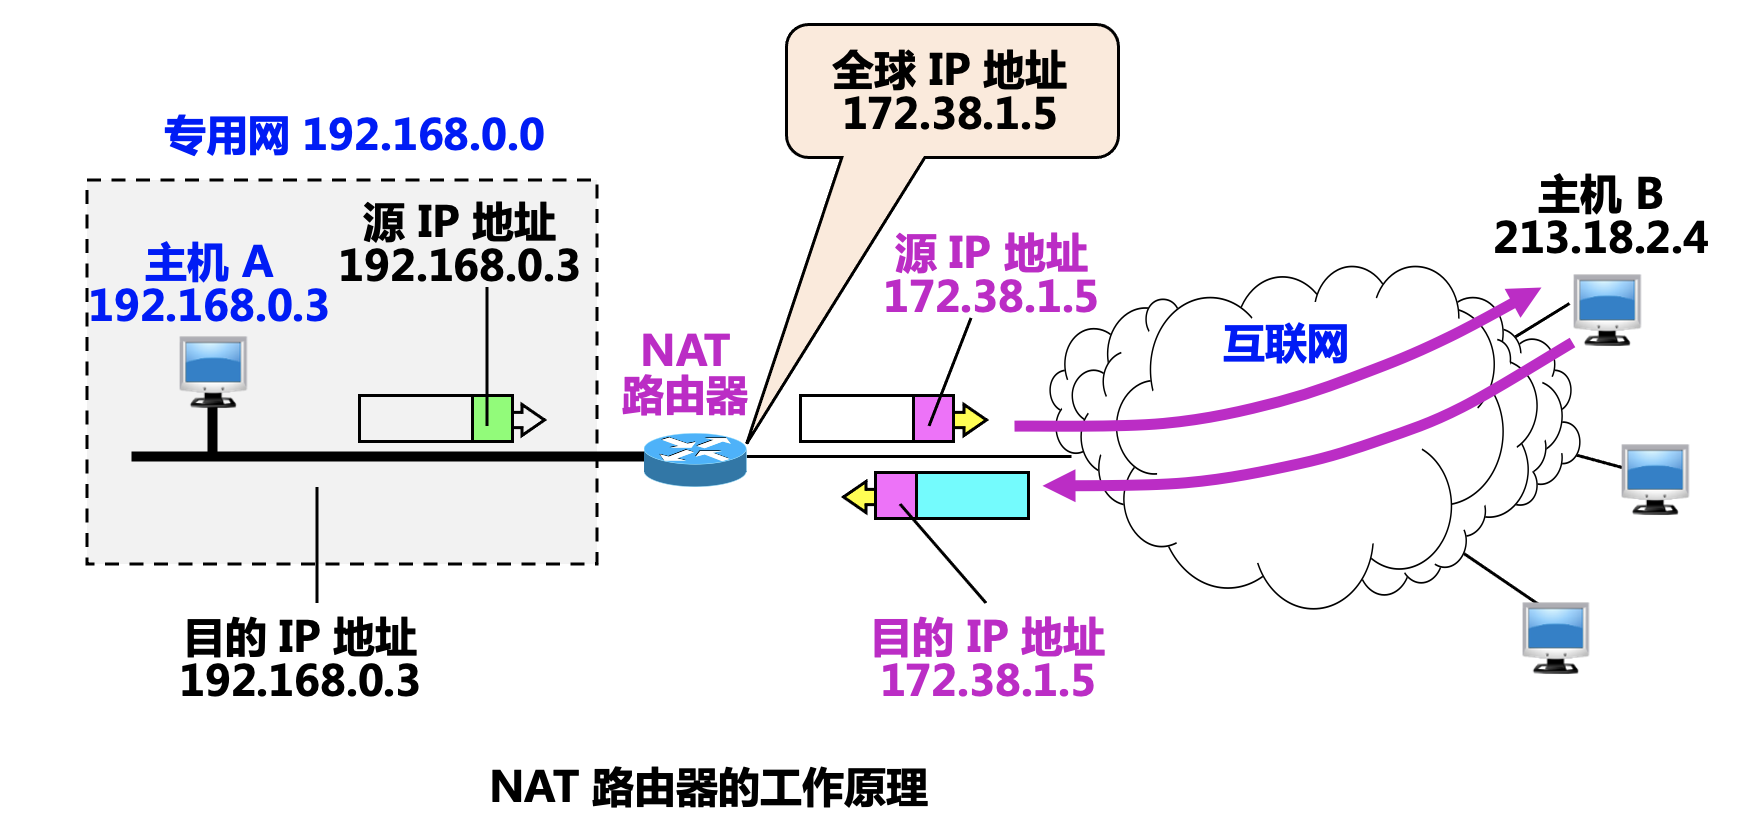 全球 IP 地址
172.38.1.5
专用网 192.168.0.0
源 IP 地址
192.168.0.3
主机 A
192.168.0.3
NAT
路由器
源 IP 地址
172.38.1.5
互联网
主机 B
213.18.2.4
目的 IP 地址
192.168.0.3
目的 IP 地址
172.38.1.5
NAT 路由器的工作原理